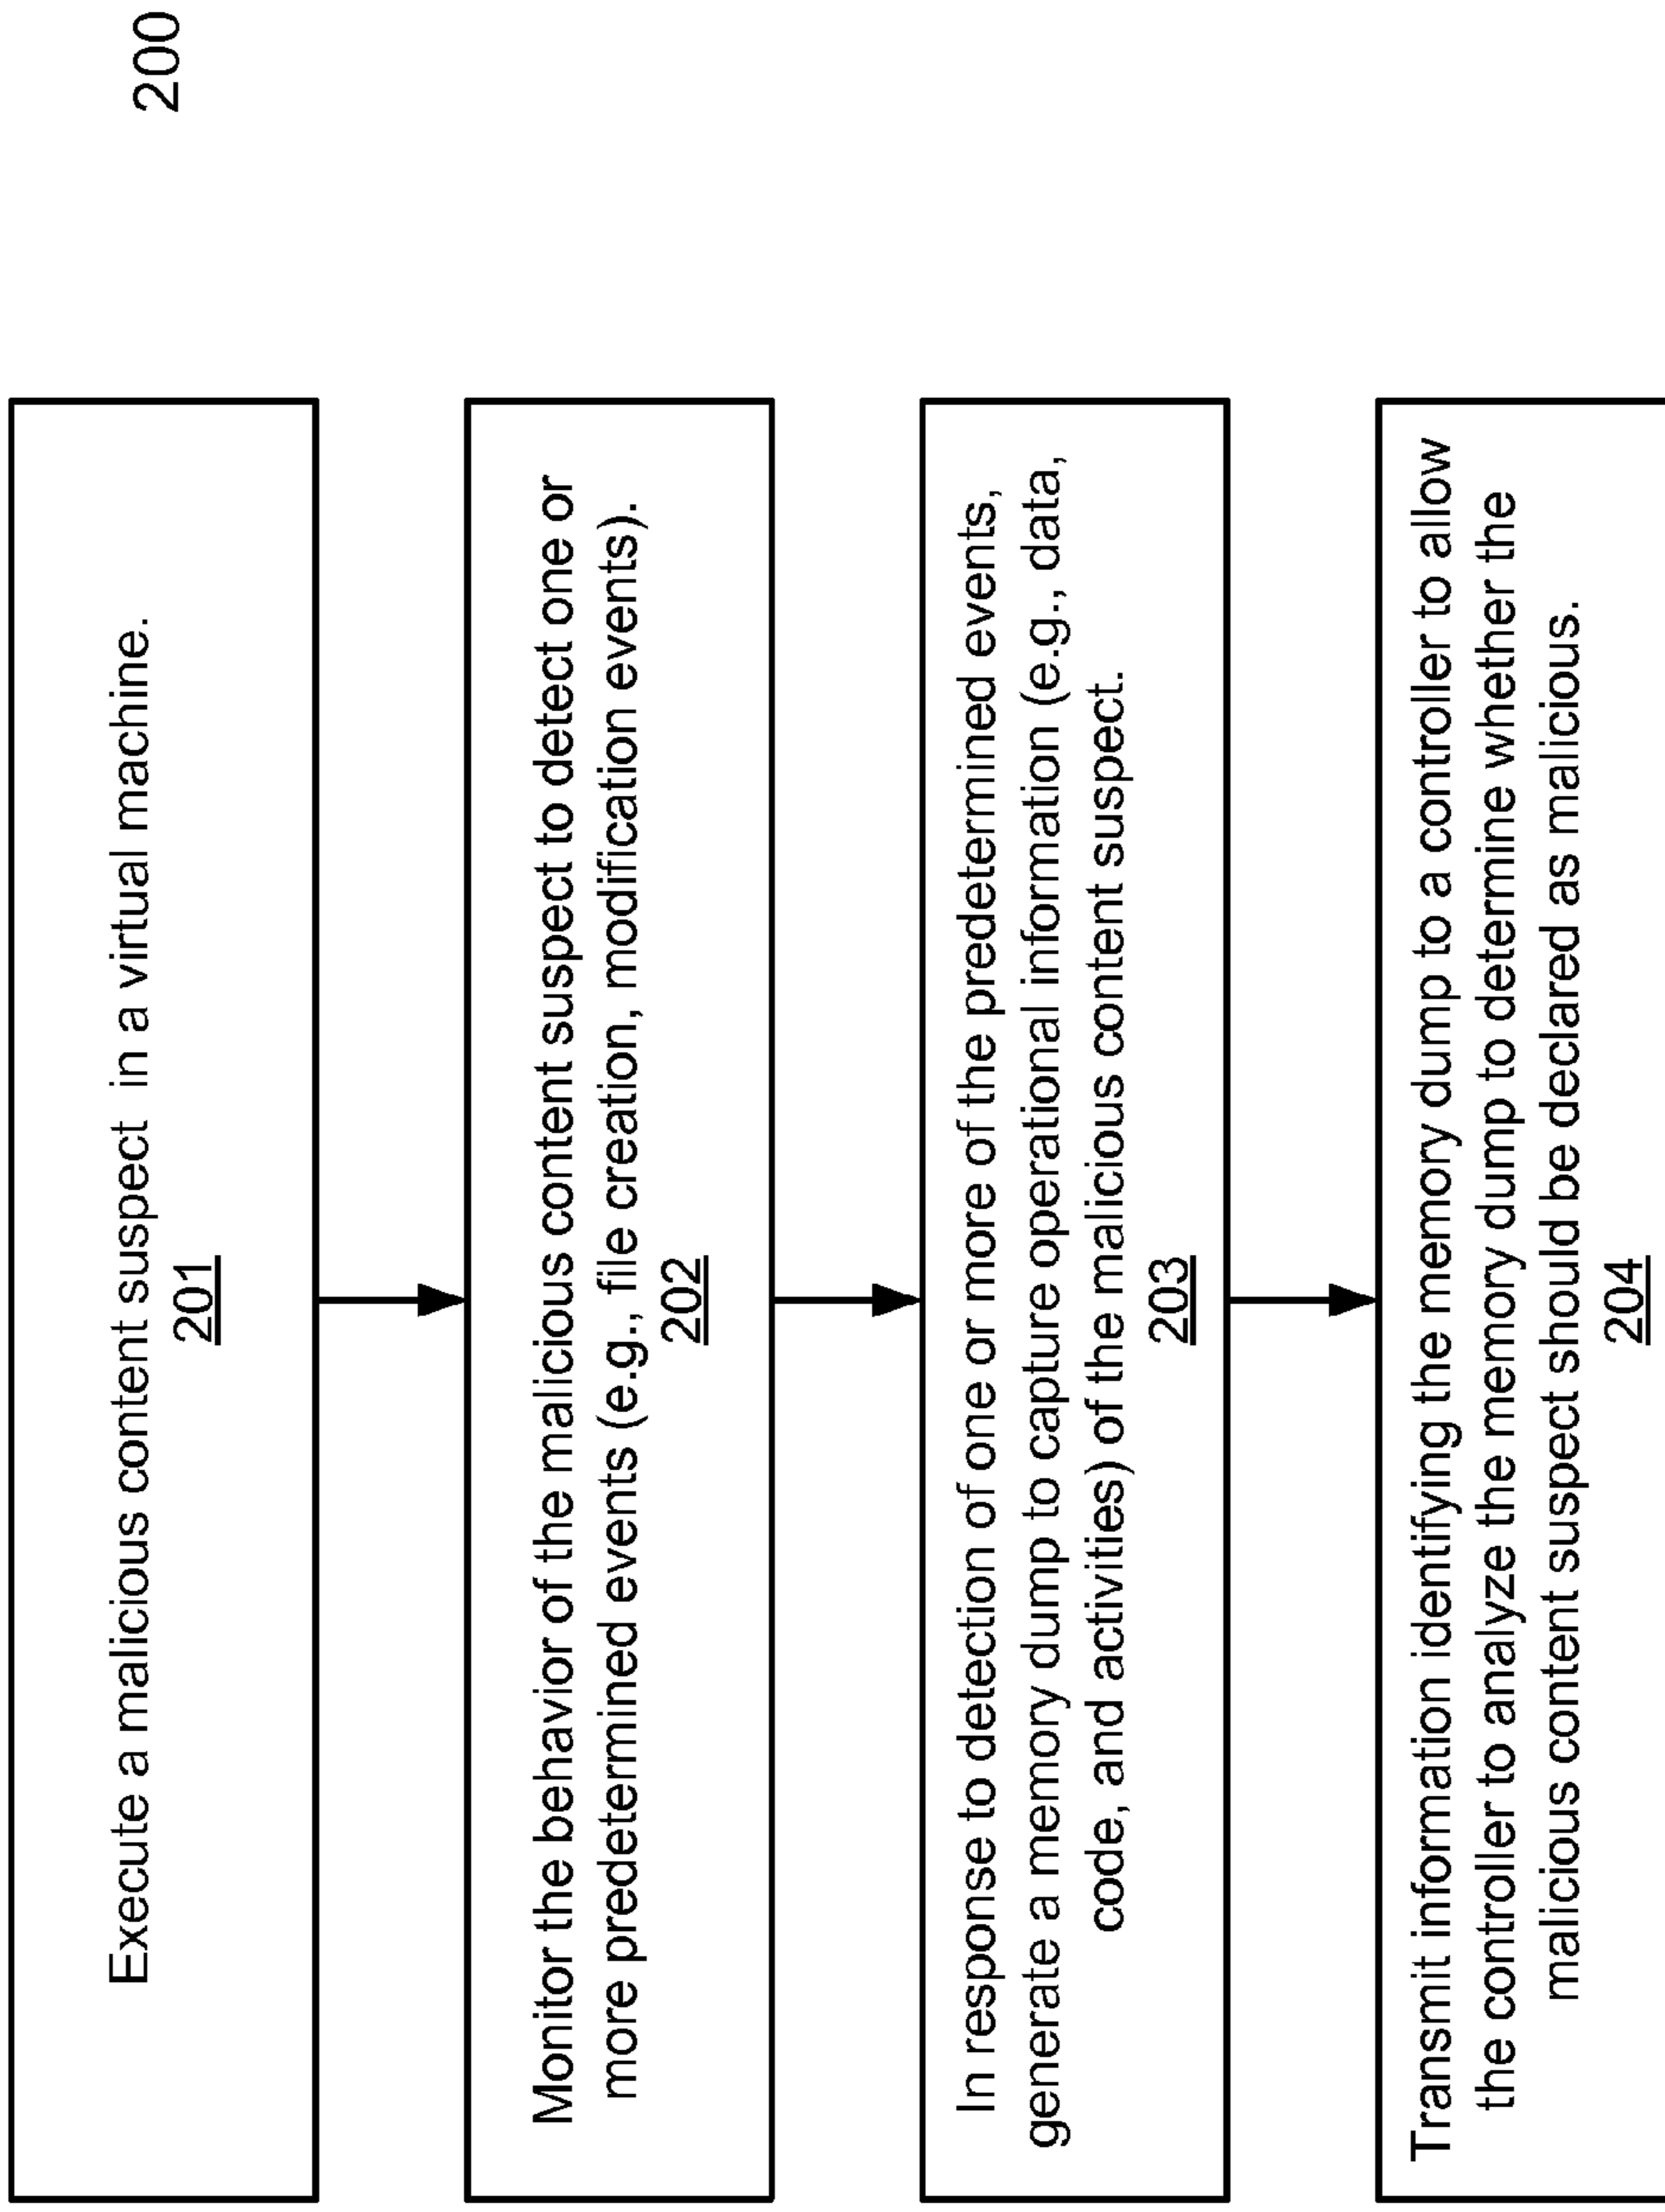 200
Execute a malicious content suspect in a virtual machine.
201
Monitor the behavior of the malicious content suspect to detect one or
more predetermined events (e.g., file creation, modification events).
202
In response to detection of one or more of the predetermined events,
generate a memory dump to capture operational information (e.g., data,
code, and activities) of the malicious content suspect.
203
Transmit information identifying the memory dump to a controller to allow
the controller to analyze the memory dump to determine whether the
malicious content suspect should be declared as malicious.
204